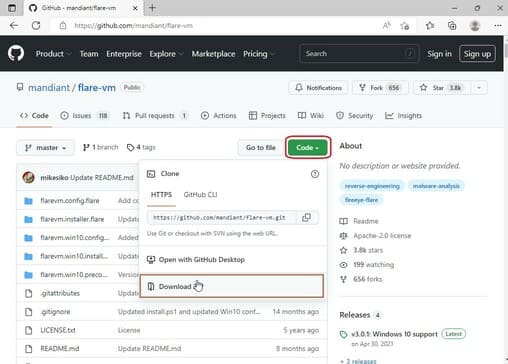 GitHub - mandiant/flare-vm
https://github.com/mandiant/flare-vm
Product Team Enterprise Explore Marketplace Pricing Search / Sign in Sign up
mandiant / flare-vm Public Notifications Fork 656 Star 3.8k
Code Issues 118 Pull requests 1 Actions Projects Wiki Security Insights
master 1 branch 4 tags Go to file Code
About
No description or website provided.
reverse-engineering malware-analysis
fireeye-flare
Readme
Apache-2.0 license
3.8k stars
199 watching
656 forks
Releases 4
v3.0.1: Windows 10 support Latest
on Apr 30, 2021
+ 3 releases
mikesiko Update README.md
flarevm.config.flare Added co
flarevm.installer.flare Update
flarevm.win10.config... Added
flarevm.win10.install... Update
flarevm.win10.preco...
.gitattributes Update
.gitignore Updated install.ps1 and updated Win10 conf... 14 months ago
LICENSE.txt License 5 years ago
README.md Update README.md 8 months ago
Clone
HTTPS GitHub CLI
https://github.com/mandiant/flare-vm.git
Use Git or checkout with SVN using the web URL.
Open with GitHub Desktop
Download